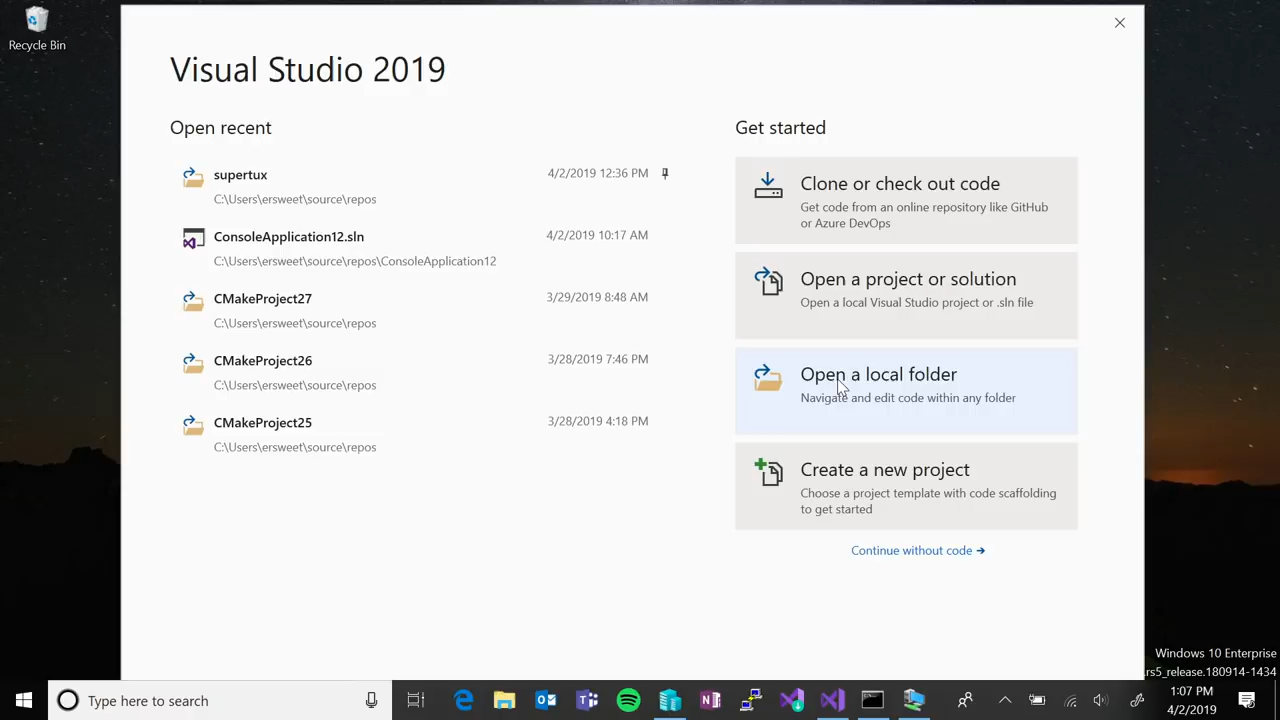 Recycle Bin
Visual Studio 2019
Open recent
supertux
4/2/2019 12:36 PM
C:\Users\ersweet\source\repos
ConsoleApplication12.sln
4/2/2019 10:17 AM
C:\Users\ersweet\source\repos\ConsoleApplication12
CMakeProject27
3/29/2019 8:48 AM
C:\Users\ersweet\source\repos
CMakeProject26
3/28/2019 7:46 PM
C:\Users\ersweet\source\repos
CMakeProject25
3/28/2019 4:18 PM
C:\Users\ersweet\source\repos
Get started
Clone or check out code
Get code from an online repository like GitHub
or Azure DevOps
Open a project or solution
Open a local Visual Studio project or .sln file
Open a local folder
Navigate and edit code within any folder
Create a new project
Choose a project template with code scaffolding
to get started
Continue without code
Windows 10 Enterprise
.rs5_release.180914-1434
Type here to search
1:07 PM
4/2/2019